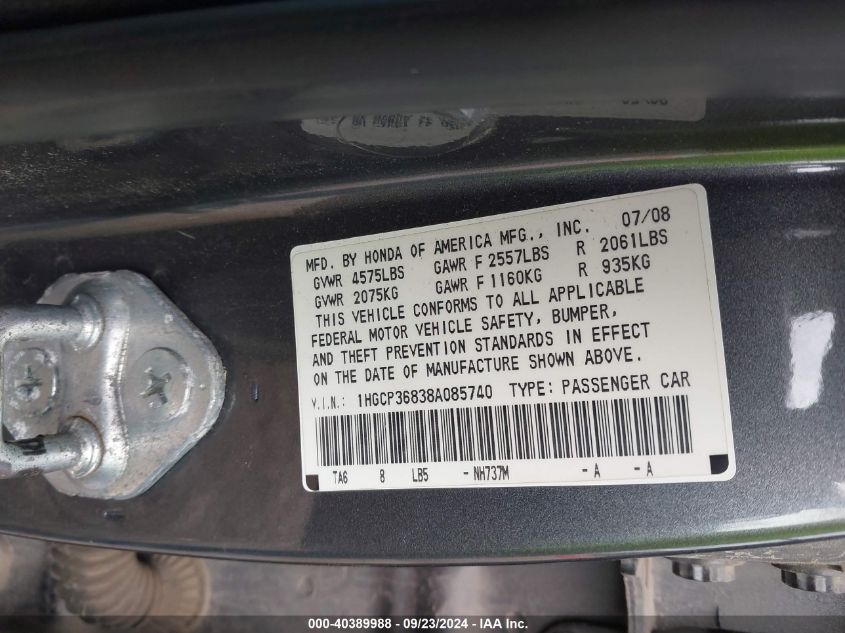 MFD. BY HONDA OF AMERICA MFG., INC. 07/08
GVWR 4575LBS GAWR F 2557LBS R 2061LBS
GVWR 2075KG GAWR F 1160KG R 935KG
THIS VEHICLE CONFORMS TO ALL APPLICABLE
FEDERAL MOTOR VEHICLE SAFETY, BUMPER,
AND THEFT PREVENTION STANDARDS IN EFFECT
ON THE DATE OF MANUFACTURE SHOWN ABOVE.
V.I.N.: 1HGCP36838A085740 TYPE: PASSENGER CAR
TA6 8 LB5 - NH737M - A - A
000-40389988 - 09/23/2024 - IAA Inc.